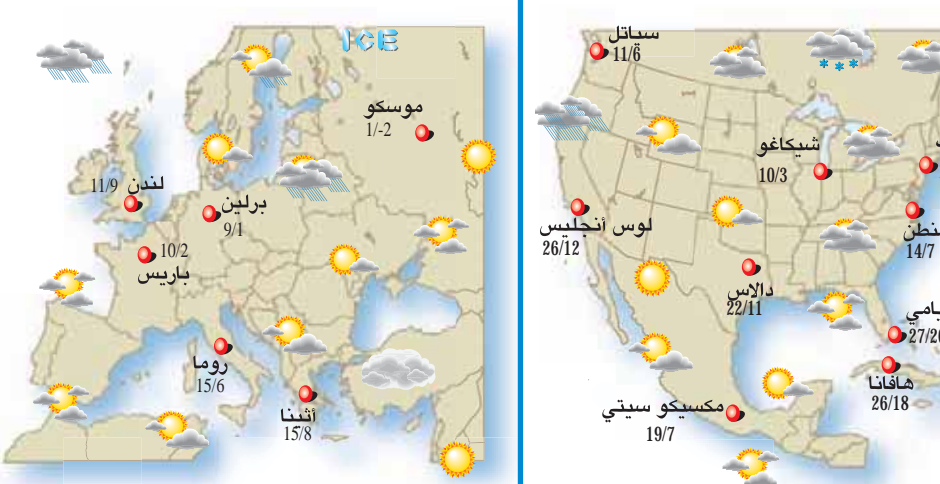 ICE
موسكو
1/-2
لندن 11/9
برلين
9/1
10/2
باريس
روما
15/6
أثينا
15/8
سياتل
11/6
شيكاغو
10/3
لوس أنجليس
26/12
14/7
دالاس
22/11
هافانا
26/18
مكسيكو سيتي
19/7